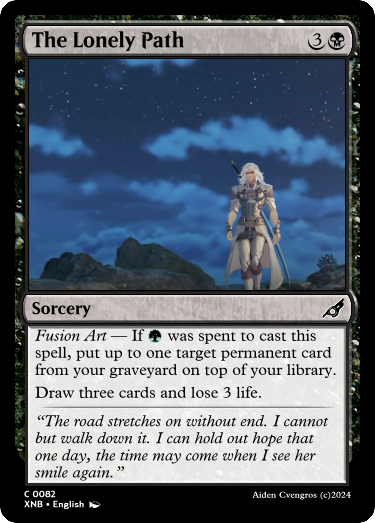 The Lonely Path 3
Sorcery
Fusion Art — If was spent to cast this
spell, put up to one target permanent card
from your graveyard on top of your library.
Draw three cards and lose 3 life.
“The road stretches on without end. I cannot
but walk down it. I can hold out hope that
one day, the time may come when I see her
smile again.”
C 0082
XNB • English
Aiden Cvengros (c)2024